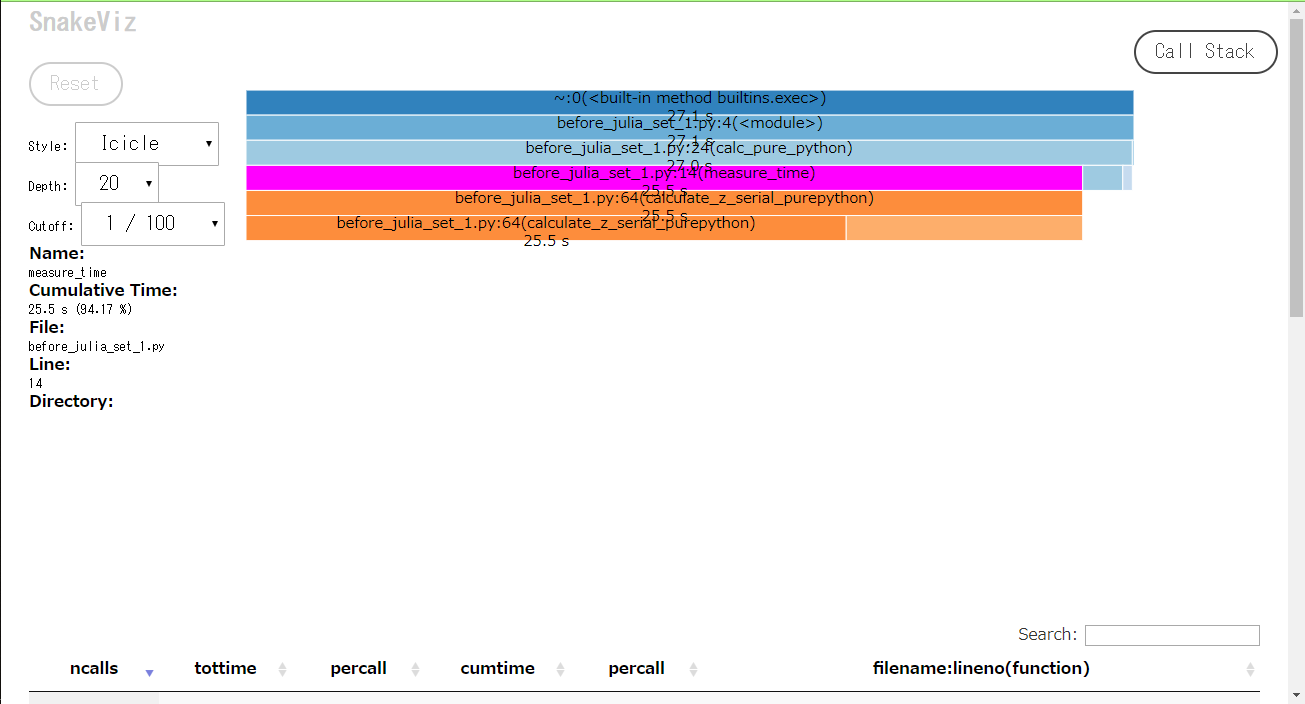 SnakeViz
Call Stack
Reset
Style: Icicle
Depth: 20
Cutoff: 1 / 100
~:0(<built-in method builtins.exec>)
27.1 s
before_julia_set_1.py:4(<module>)
27.1 s
before_julia_set_1.py:24(calc_pure_python)
27.0 s
before_julia_set_1.py:14(measure_time)
25.5 s
before_julia_set_1.py:64(calculate_z_serial_purepython)
25.5 s
before_julia_set_1.py:64(calculate_z_serial_purepython)
25.5 s
Name:
measure_time
Cumulative Time:
25.5 s (94.17 %)
File:
before_julia_set_1.py
Line:
14
Directory:
Search:
ncalls tottime percall cumtime percall filename:lineno(function)